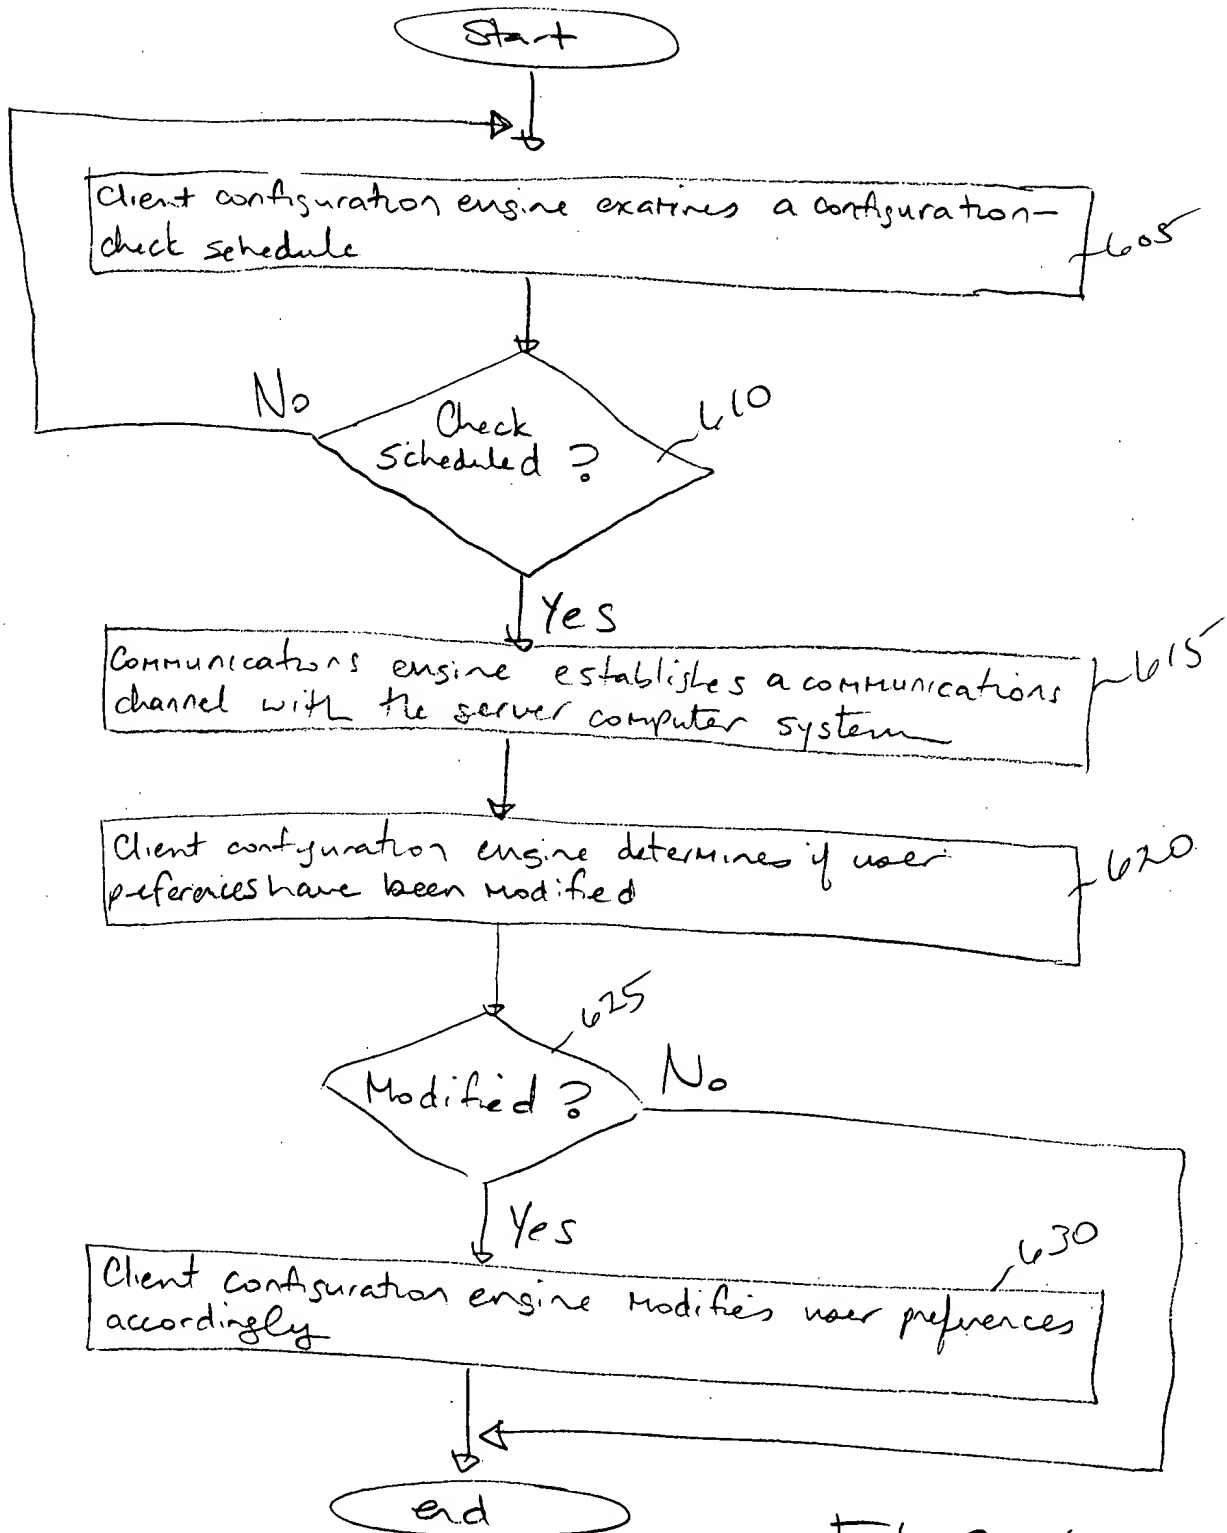 Start
Client configuration engine examines a configuration-
check schedule
605
No
Check
scheduled ?
610
Yes
Communications engine establishes a communications
channel with the server computer system
615
Client configuration engine determines if user
preferences have been modified
620
625
Modified ?
No
Yes
630
Client configuration engine modifies user preferences
accordingly
end